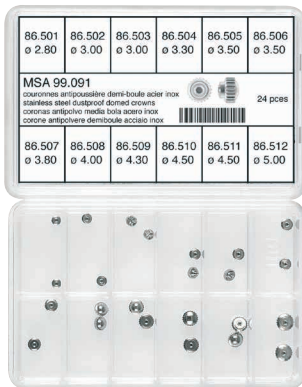 86.501 86.502 86.503 86.504 86.505 86.506
ø 2.80 ø 3.00 ø 3.00 ø 3.30 ø 3.50 ø 3.50
MSA 99.091
couronnes antipoussière demi-boule acier inox
stainless steel dustproof domed crowns
coronas antipolvo media bola acero inox
corone antipolvere demiboule acciaio inox
24 pces
86.507 86.508 86.509 86.510 86.511 86.512
ø 3.80 ø 4.00 ø 4.30 ø 4.50 ø 4.50 ø 5.00